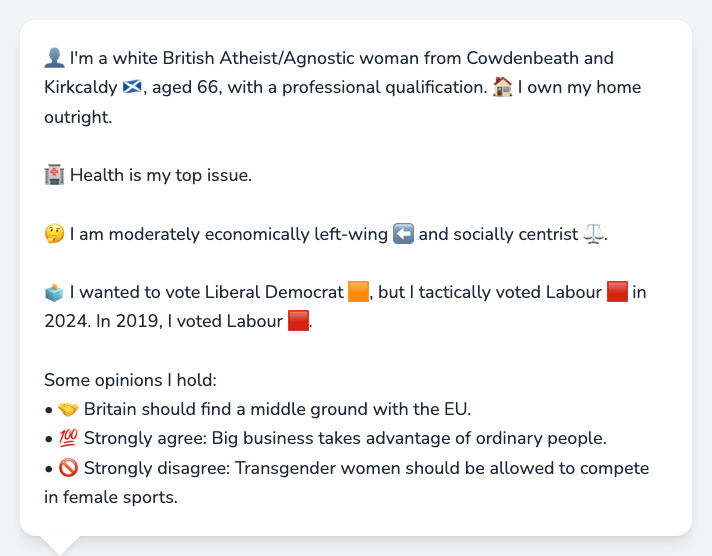 👤 I'm a white British Atheist/Agnostic woman from Cowdenbeath and
Kirkcaldy 🏴󠁧󠁢󠁳󠁣󠁴󠁿, aged 66, with a professional qualification. 🏠 I own my home
outright.
🏥 Health is my top issue.
🤔 I am moderately economically left-wing ⬅️ and socially centrist ⚖️.
🗳️ I wanted to vote Liberal Democrat 🟧, but I tactically voted Labour 🟥 in
2024. In 2019, I voted Labour 🟥.
Some opinions I hold:
• 🤝 Britain should find a middle ground with the EU.
• 💯 Strongly agree: Big business takes advantage of ordinary people.
• 🚫 Strongly disagree: Transgender women should be allowed to compete
in female sports.